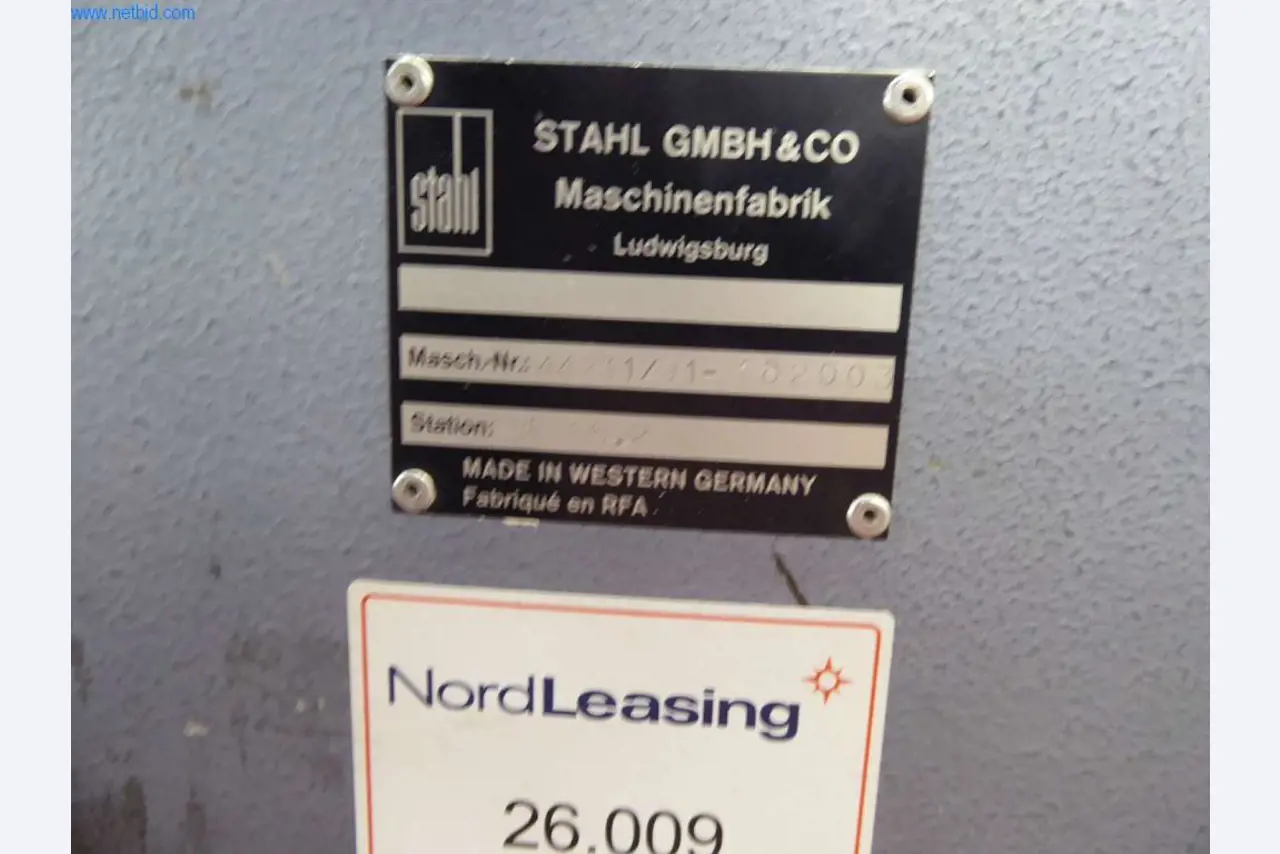 www.netbid.com
stahl
STAHL GMBH & CO
Maschinenfabrik
Ludwigsburg
Masch.-Nr.:
Station:
MADE IN WESTERN GERMANY
Fabriqué en RFA
NordLeasing
26.009